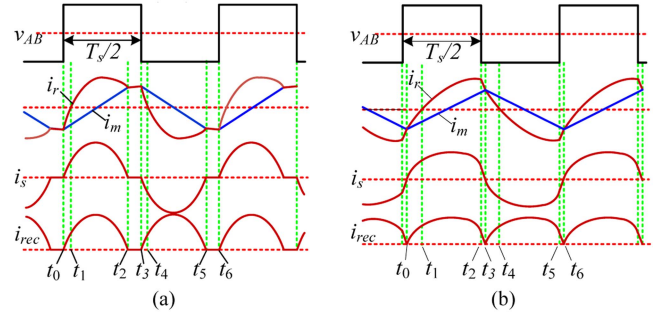 v_AB
T_s/2
i_r
i_m
i_s
i_rec
t_0 t_1 t_2 t_3 t_4 t_5 t_6
(a)
v_AB
T_s/2
i_r
i_m
i_s
i_rec
t_0 t_1 t_2 t_3 t_4 t_5 t_6
(b)